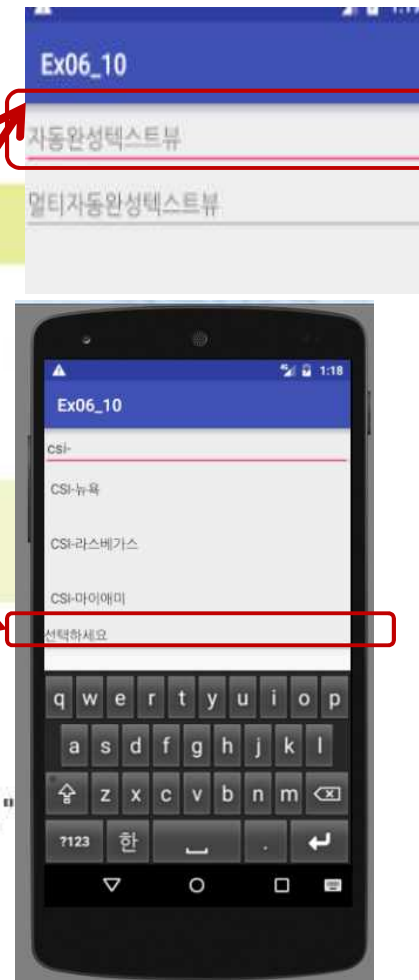 Ex06_10
자동완성텍스트뷰
멀티자동완성텍스트뷰
1:18
Ex06_10
csi-
CSI-뉴욕
CSI-라스베가스
CSI-마이애미
선택하세요
q w e r t y u i o p
a s d f g h j k l
z x c v b n m
?123 한 .